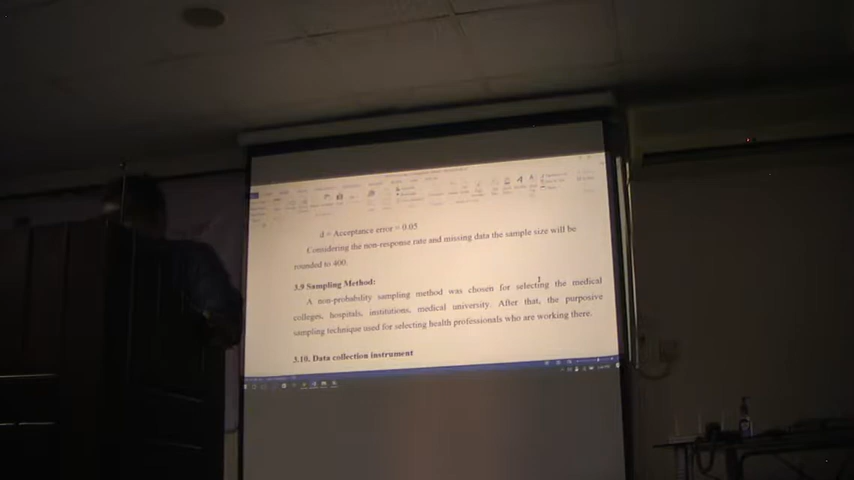 d = Acceptance error = 0.05
Considering the non-response rate and missing data the sample size will be
rounded to 400.
3.9 Sampling Method:
A non-probability sampling method was chosen for selecting the medical
colleges, hospitals, institutions, medical university. After that, the purposive
sampling technique used for selecting health professionals who are working there.
3.10. Data collection instrument